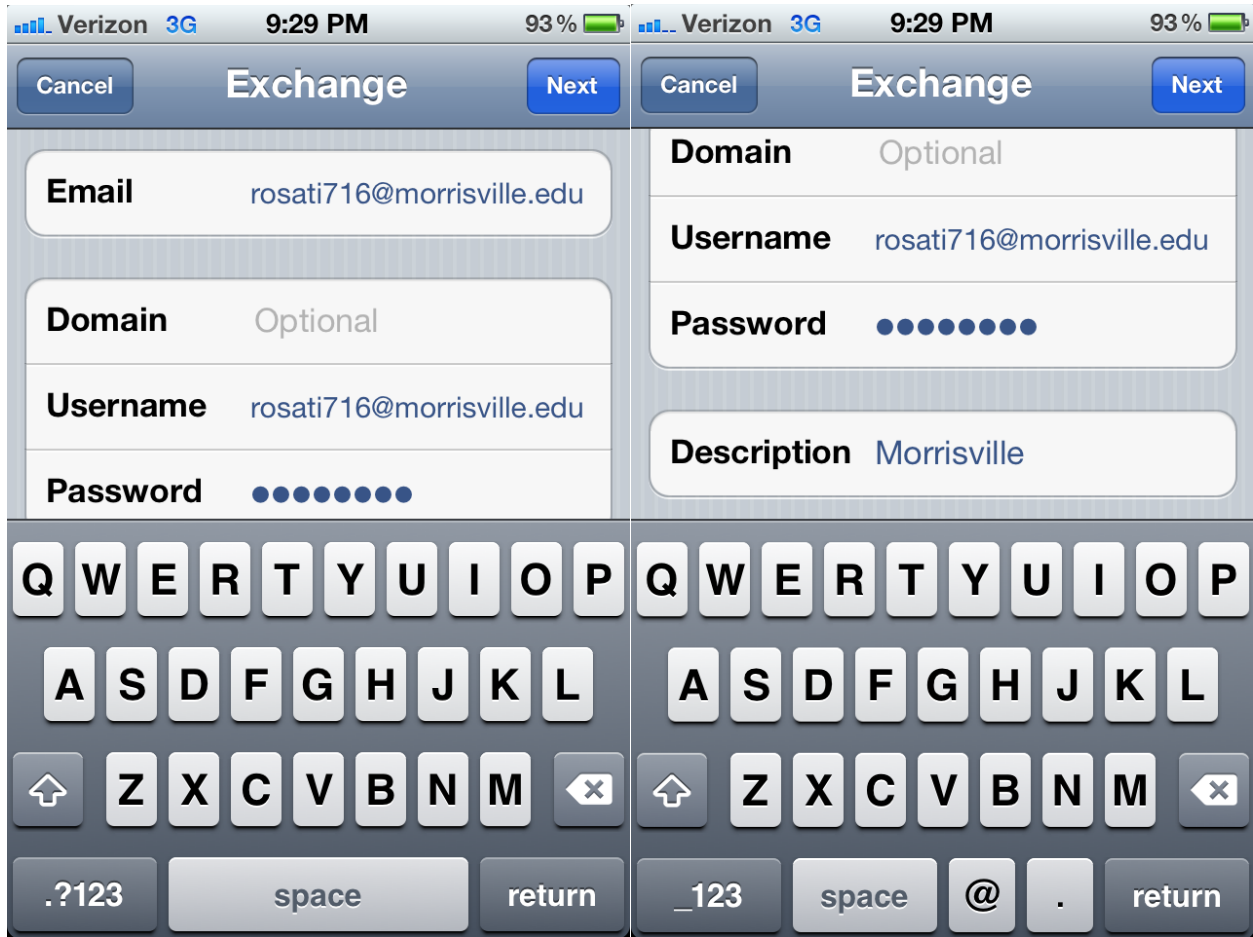 Verizon 3G 9:29 PM 93%
Cancel Exchange Next
Email rosati716@morrisville.edu
Domain Optional
Username rosati716@morrisville.edu
Password ●●●●●●●●
Q W E R T Y U I O P
A S D F G H J K L
Z X C V B N M
.?123 space return
Verizon 3G 9:29 PM 93%
Cancel Exchange Next
Domain Optional
Username rosati716@morrisville.edu
Password ●●●●●●●●
Description Morrisville
Q W E R T Y U I O P
A S D F G H J K L
Z X C V B N M
_123 space @ . return